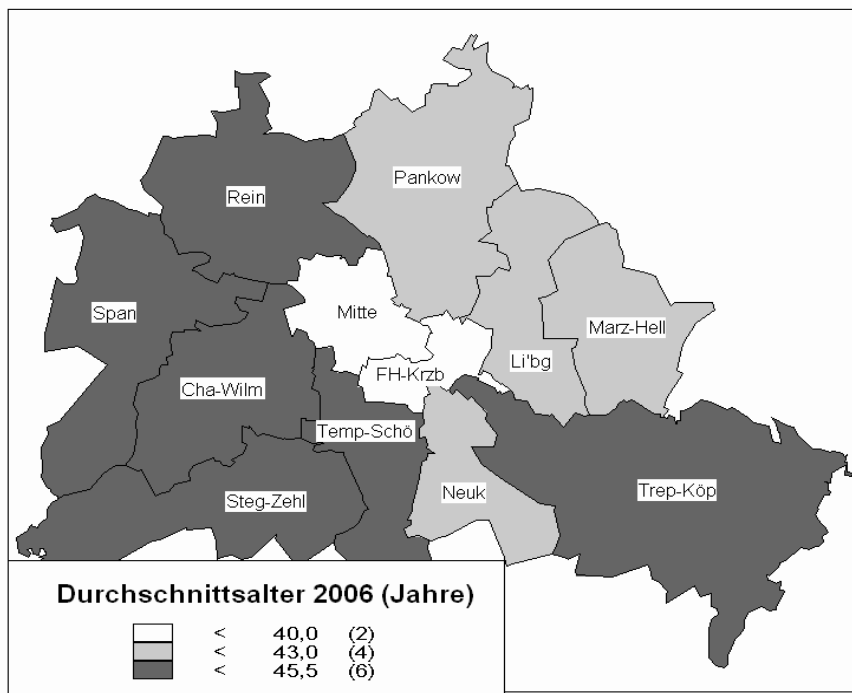 Pankow
Rein
Span
Mitte
Marz-Hell
Li'bg
FH-Krzb
Cha-Wilm
Temp-Schö
Steg-Zehl
Neuk
Trep-Köp
Durchschnittsalter 2006 (Jahre)
< 40,0 (2)
< 43,0 (4)
< 45,5 (6)